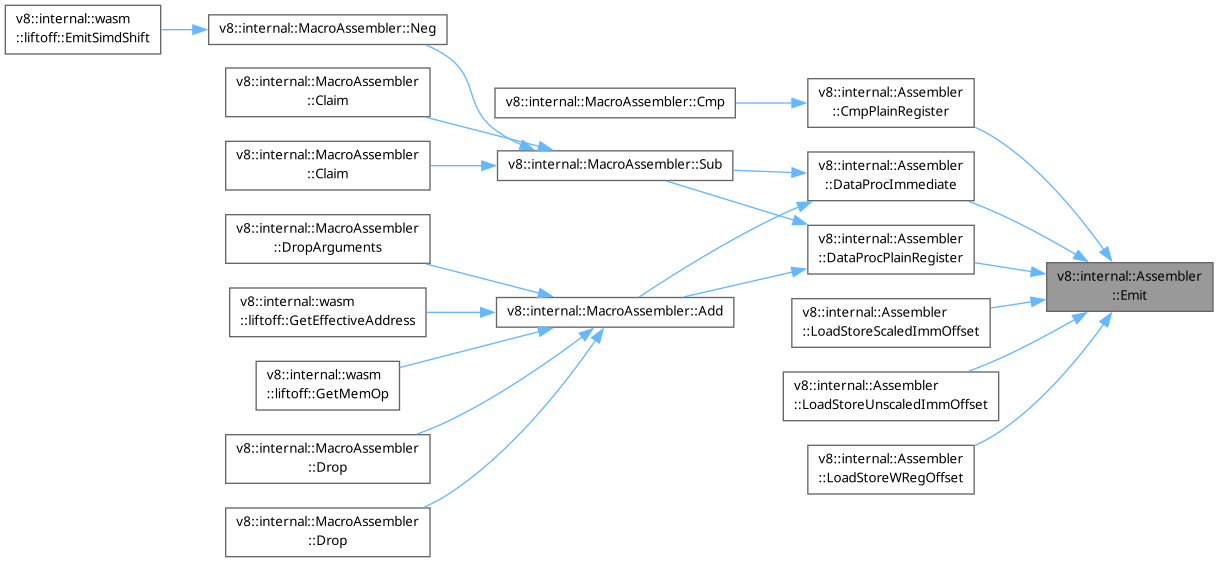 v8::internal::wasm
::liftoff::EmitSimdShift
v8::internal::MacroAssembler::Neg
v8::internal::MacroAssembler
::Claim
v8::internal::MacroAssembler
::Claim
v8::internal::MacroAssembler
::DropArguments
v8::internal::wasm
::liftoff::GetEffectiveAddress
v8::internal::wasm
::liftoff::GetMemOp
v8::internal::MacroAssembler
::Drop
v8::internal::MacroAssembler
::Drop
v8::internal::MacroAssembler::Cmp
v8::internal::MacroAssembler::Sub
v8::internal::MacroAssembler::Add
v8::internal::Assembler
::CmpPlainRegister
v8::internal::Assembler
::DataProcImmediate
v8::internal::Assembler
::DataProcPlainRegister
v8::internal::Assembler
::LoadStoreScaledImmOffset
v8::internal::Assembler
::LoadStoreUnscaledImmOffset
v8::internal::Assembler
::LoadStoreWRegOffset
v8::internal::Assembler
::Emit